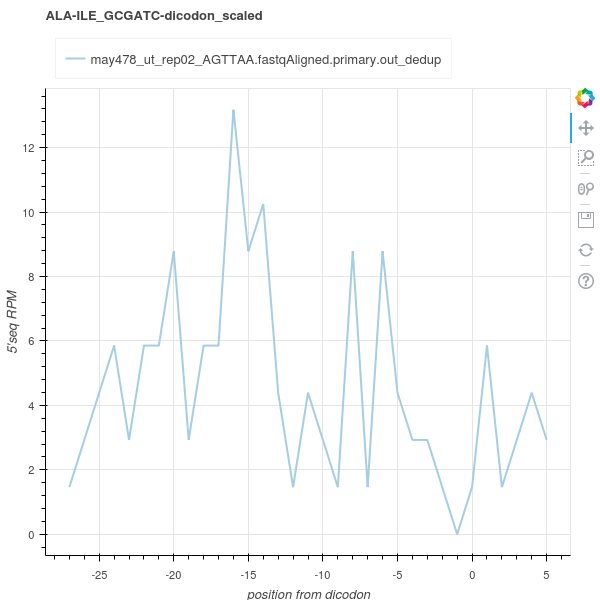 ALA-ILE_GCGATC-dicodon_scaled
may478_ut_rep02_AGTTAA.fastqAligned.primary.out_dedup
12
10
8
6
4
2
0
5'seq RPM
-25 -20 -15 -10 -5 0 5
position from dicodon